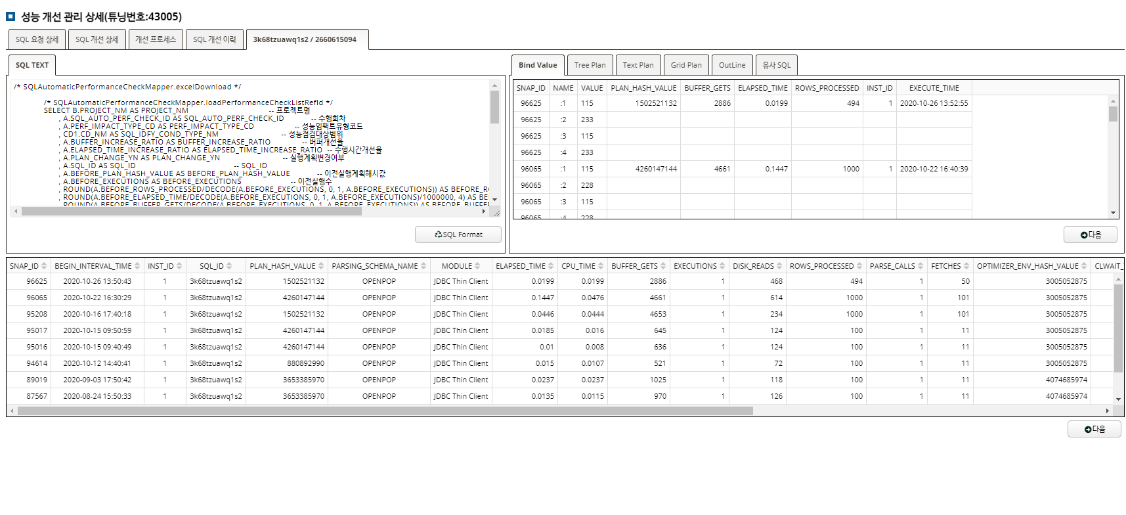 성능 개선 관리 상세(튜닝번호:43005)
SQL 요청 상세 SQL 개선 상세 개선 프로세스 SQL 개선 이력 3k68tzuawq1s2 / 2660615094
SQL TEXT
/* SQLAutomaticPerformanceCheckMapper.excelDownload */
/* SQLAutomaticPerformanceCheckMapper.loadPerformanceCheckListRefId */
SELECT B.PROJECT_NM AS PROJECT_NM -- 프로젝트명
, A.SQL_AUTO_PERF_CHECK_ID AS SQL_AUTO_PERF_CHECK_ID -- 수행회차
, A.PERF_IMPACT_TYPE_CD AS PERF_IMPACT_TYPE_CD -- 성능임팩트유형코드
, CD1.CD_NM AS SQL_IDFY_COND_TYPE_NM -- 성능점검대상범위
, A.BUFFER_INCREASE_RATIO AS BUFFER_INCREASE_RATIO -- 버퍼개선율
, A.ELAPSED_TIME_INCREASE_RATIO AS ELAPSED_TIME_INCREASE_RATIO -- 수행시간개선율
, A.PLAN_CHANGE_YN AS PLAN_CHANGE_YN -- 실행계획변경여부
, A.SQL_ID AS SQL_ID -- SQL_ID
, A.BEFORE_PLAN_HASH_VALUE AS BEFORE_PLAN_HASH_VALUE -- 이전실행계획해시값
, A.BEFORE_EXECUTIONS AS BEFORE_EXECUTIONS -- 이전실행수
, ROUND(A.BEFORE_ROWS_PROCESSED/DECODE(A.BEFORE_EXECUTIONS, 0, 1, A.BEFORE_EXECUTIONS)) AS BEFORE_RO
, ROUND(A.BEFORE_ELAPSED_TIME/DECODE(A.BEFORE_EXECUTIONS, 0, 1, A.BEFORE_EXECUTIONS)/1000000, 4) AS BEF
, ROUND(A.BEFORE_BUFFER_GETS/DECODE(A.BEFORE_EXECUTIONS, 0, 1, A.BEFORE_EXECUTIONS)) AS BEFORE_BUFFER
SQL Format
Bind Value Tree Plan Text Plan Grid Plan OutLine 유사 SQL
SNAP_ID NAME VALUE PLAN_HASH_VALUE BUFFER_GETS ELAPSED_TIME ROWS_PROCESSED INST_ID EXECUTE_TIME
96625 :1 115 1502521132 2886 0.0199 494 1 2020-10-26 13:52:55
96625 :2 233
96625 :3 115
96625 :4 233
96065 :1 115 4260147144 4661 0.1447 1000 1 2020-10-22 16:40:39
96065 :2 228
96065 :3 115
96065 :4 228
다음
SNAP_ID BEGIN_INTERVAL_TIME INST_ID SQL_ID PLAN_HASH_VALUE PARSING_SCHEMA_NAME MODULE ELAPSED_TIME CPU_TIME BUFFER_GETS EXECUTIONS DISK_READS ROWS_PROCESSED PARSE_CALLS FETCHES OPTIMIZER_ENV_HASH_VALUE CLWAIT_
96625 2020-10-26 13:50:43 1 3k68tzuawq1s2 1502521132 OPENPOP JDBC Thin Client 0.0199 0.0199 2886 1 468 494 1 50 3005052875
96065 2020-10-22 16:30:29 1 3k68tzuawq1s2 4260147144 OPENPOP JDBC Thin Client 0.1447 0.0476 4661 1 614 1000 1 101 3005052875
95208 2020-10-16 17:40:18 1 3k68tzuawq1s2 1502521132 OPENPOP JDBC Thin Client 0.0446 0.0444 4653 1 234 1000 1 101 3005052875
95017 2020-10-15 09:50:59 1 3k68tzuawq1s2 4260147144 OPENPOP JDBC Thin Client 0.0185 0.016 645 1 124 100 1 11 3005052875
95016 2020-10-15 09:40:49 1 3k68tzuawq1s2 4260147144 OPENPOP JDBC Thin Client 0.01 0.008 636 1 124 100 1 11 3005052875
94614 2020-10-12 14:40:41 1 3k68tzuawq1s2 880892990 OPENPOP JDBC Thin Client 0.015 0.0107 521 1 72 100 1 11 3005052875
89019 2020-09-03 17:50:42 1 3k68tzuawq1s2 3653385970 OPENPOP JDBC Thin Client 0.0237 0.0237 1025 1 118 100 1 11 4074685974
87567 2020-08-24 15:50:33 1 3k68tzuawq1s2 3653385970 OPENPOP JDBC Thin Client 0.0135 0.0115 970 1 126 100 1 11 4074685974
다음